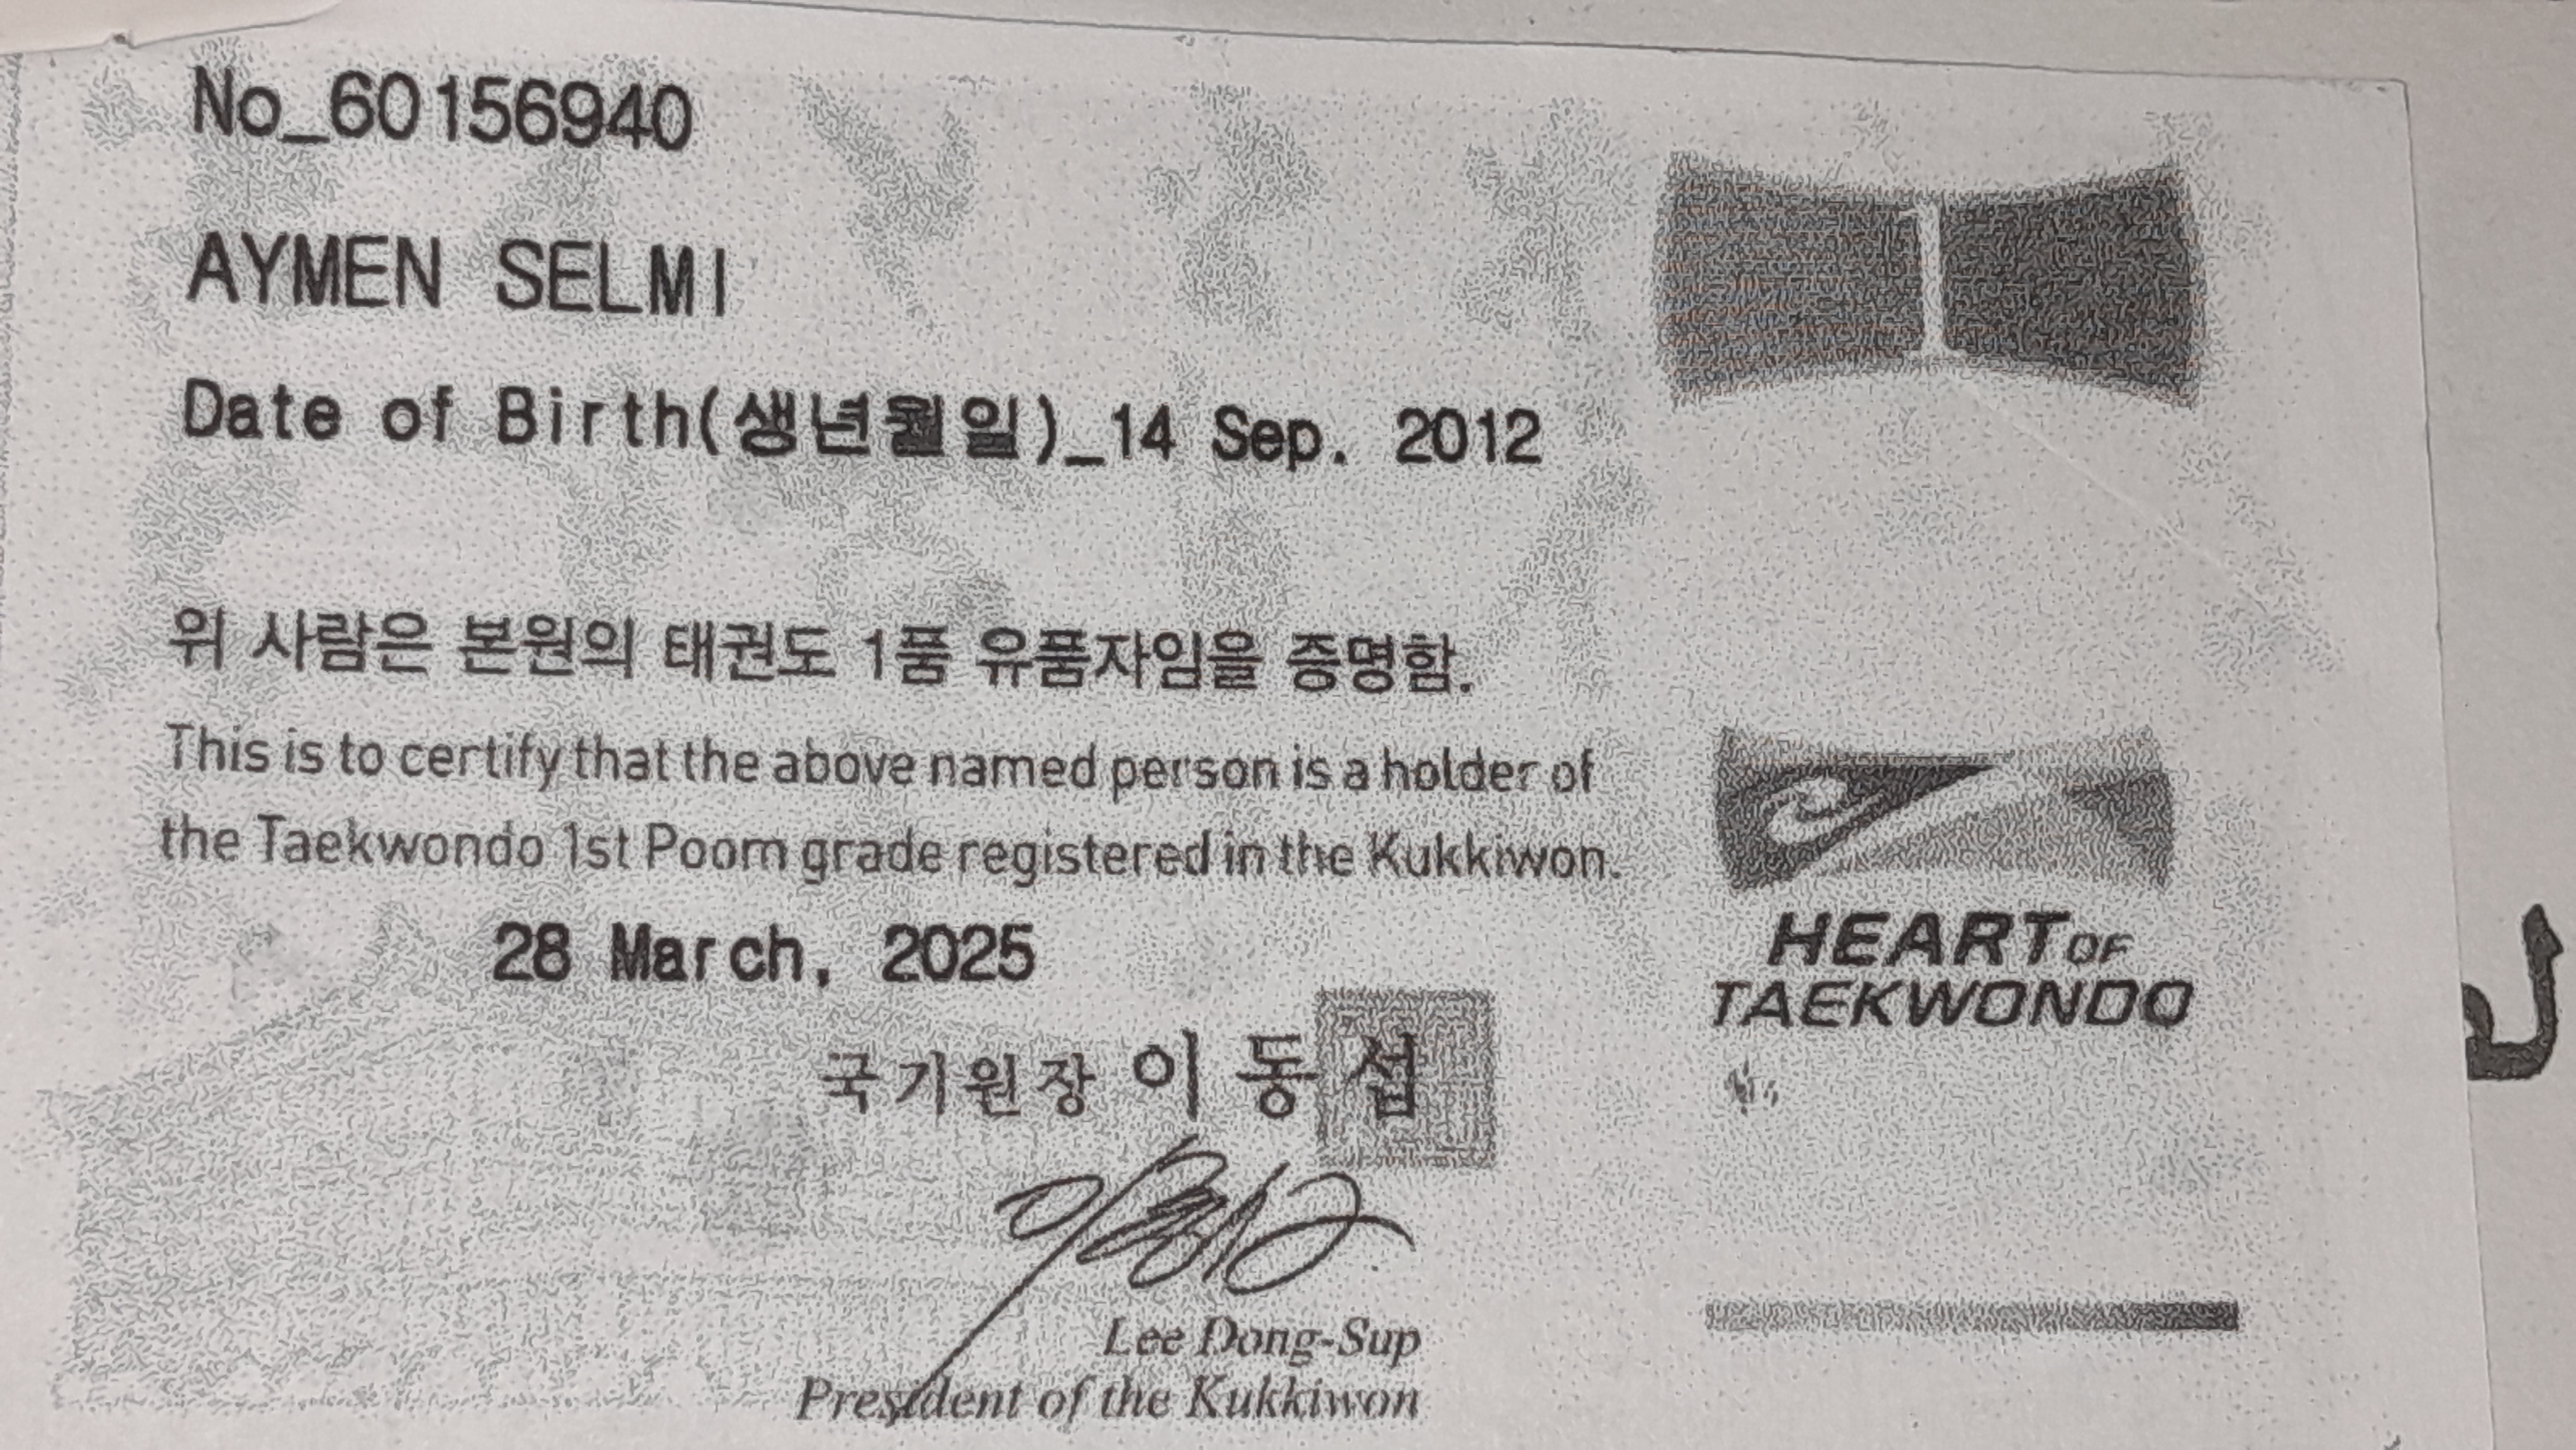 No_60156940
AYMEN SELMI
Date of Birth(생년월일)_14 Sep. 2012
위 사람은 본원의 태권도 1품 유품자임을 증명함.
This is to certify that the above named person is a holder of
the Taekwondo 1st Poom grade registered in the Kukkiwon.
28 March, 2025
국기원장 이동섭
Lee Dong-Sup
President of the Kukkiwon
HEART OF
TAEKWONDO